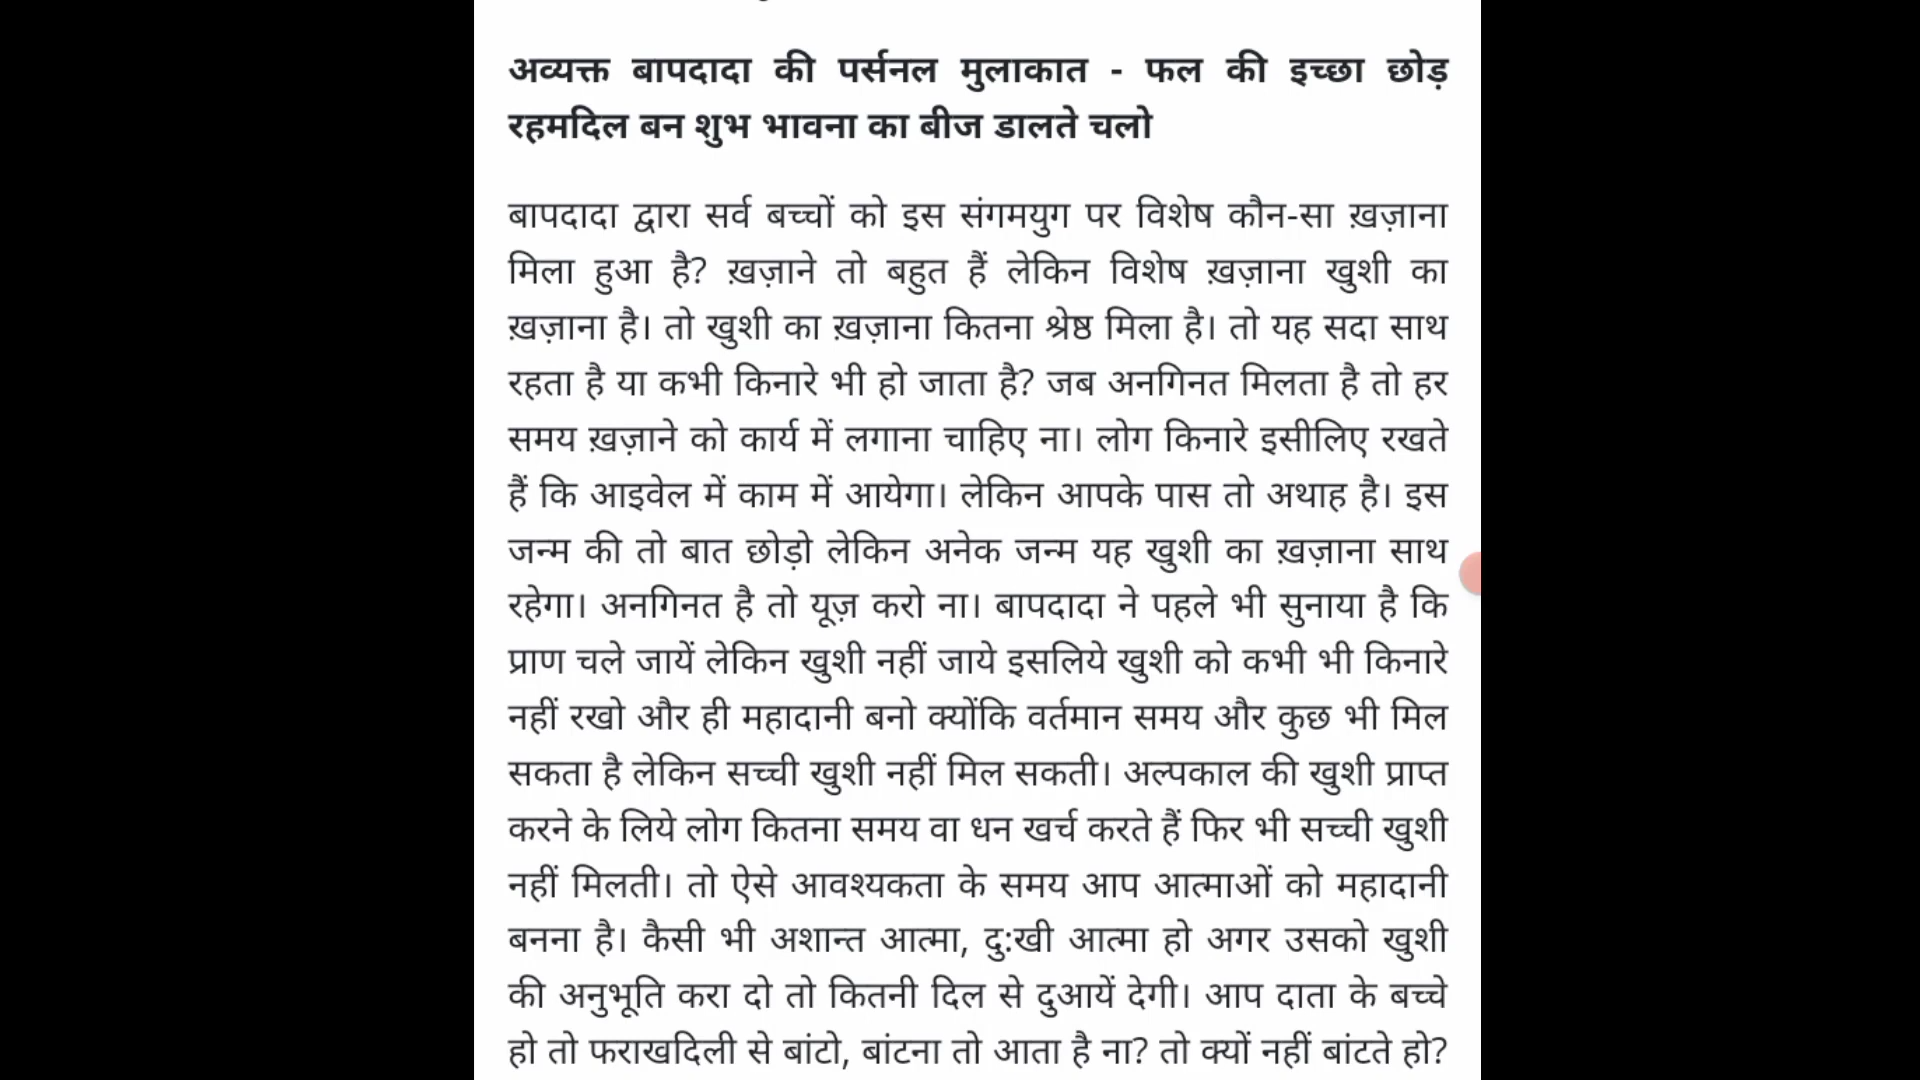 अव्यक्त बापदादा की पर्सनल मुलाकात - फल की इच्छा छोड़
रहमदिल बन शुभ भावना का बीज डालते चलो
बापदादा द्वारा सर्व बच्चों को इस संगमयुग पर विशेष कौन-सा ख़ज़ाना
मिला हुआ है? ख़ज़ाने तो बहुत हैं लेकिन विशेष ख़ज़ाना खुशी का
ख़ज़ाना है। तो खुशी का ख़ज़ाना कितना श्रेष्ठ मिला है। तो यह सदा साथ
रहता है या कभी किनारे भी हो जाता है? जब अनगिनत मिलता है तो हर
समय ख़ज़ाने को कार्य में लगाना चाहिए ना। लोग किनारे इसीलिए रखते
हैं कि आइवेल में काम में आयेगा। लेकिन आपके पास तो अथाह है। इस
जन्म की तो बात छोड़ो लेकिन अनेक जन्म यह खुशी का ख़ज़ाना साथ
रहेगा। अनगिनत है तो यूज़ करो ना। बापदादा ने पहले भी सुनाया है कि
प्राण चले जायें लेकिन खुशी नहीं जाये इसलिये खुशी को कभी भी किनारे
नहीं रखो और ही महादानी बनो क्योंकि वर्तमान समय और कुछ भी मिल
सकता है लेकिन सच्ची खुशी नहीं मिल सकती। अल्पकाल की खुशी प्राप्त
करने के लिये लोग कितना समय वा धन खर्च करते हैं फिर भी सच्ची खुशी
नहीं मिलती। तो ऐसे आवश्यकता के समय आप आत्माओं को महादानी
बनना है। कैसी भी अशान्त आत्मा, दु:खी आत्मा हो अगर उसको खुशी
की अनुभूति करा दो तो कितनी दिल से दुआयें देगी। आप दाता के बच्चे
हो तो फराखदिली से बांटो, बांटना तो आता है ना? तो क्यों नहीं बांटते हो?